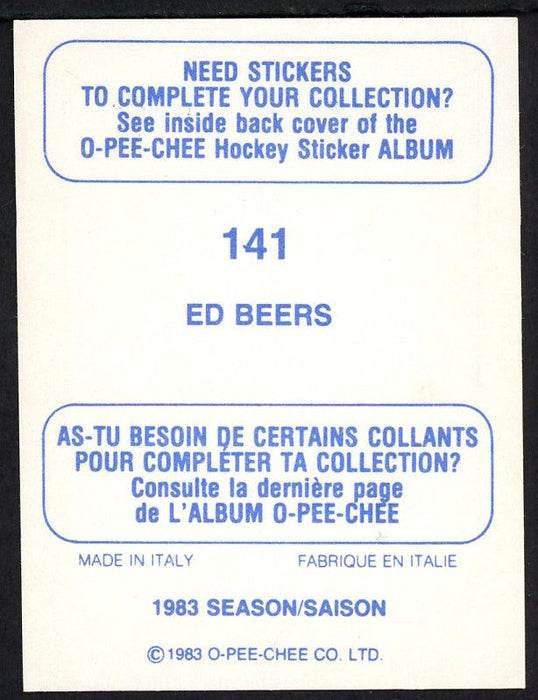 NEED STICKERS
TO COMPLETE YOUR COLLECTION?
See inside back cover of the
O-PEE-CHEE Hockey Sticker ALBUM
141
ED BEERS
AS-TU BESOIN DE CERTAINS COLLANTS
POUR COMPLÉTER TA COLLECTION?
Consulte la dernière page
de L'ALBUM O-PEE-CHEE
MADE IN ITALY FABRIQUE EN ITALIE
1983 SEASON/SAISON
© 1983 O-PEE-CHEE CO. LTD.